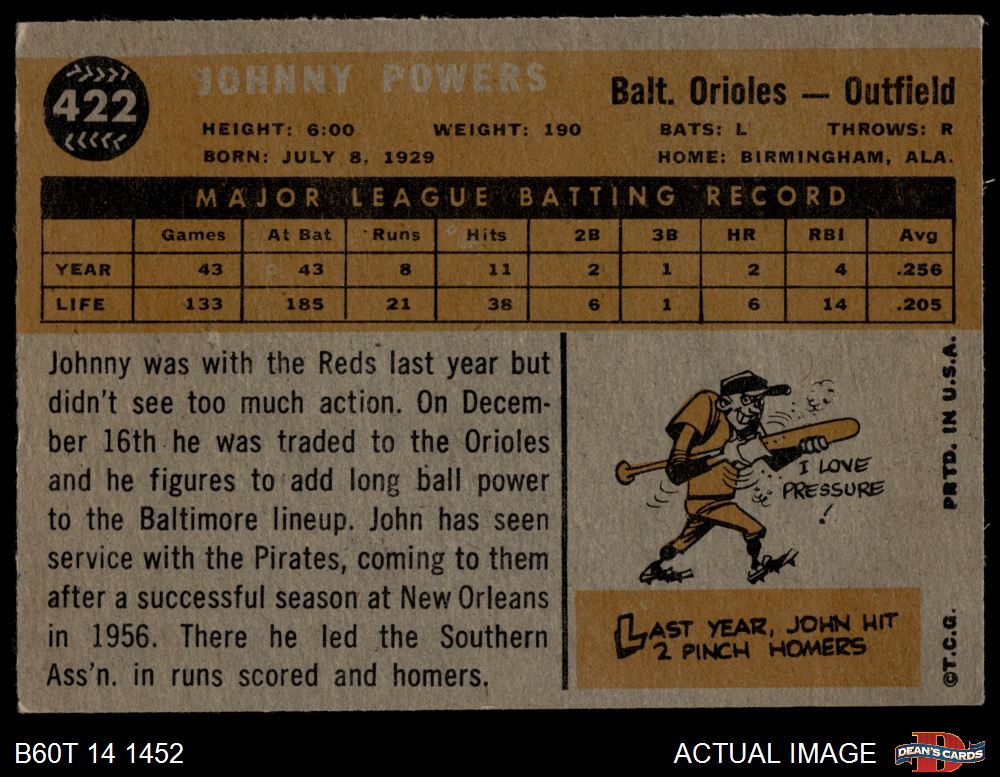 422
JOHNNY POWERS
Balt. Orioles — Outfield
HEIGHT: 6:00 WEIGHT: 190 BATS: L THROWS: R
BORN: JULY 8, 1929 HOME: BIRMINGHAM, ALA.
MAJOR LEAGUE BATTING RECORD
Games At Bat Runs Hits 2B 3B HR RBI Avg
YEAR 43 43 8 11 2 1 2 4 .256
LIFE 133 185 21 38 6 1 6 14 .205
Johnny was with the Reds last year but
didn't see too much action. On Decem-
ber 16th he was traded to the Orioles
and he figures to add long ball power
to the Baltimore lineup. John has seen
service with the Pirates, coming to them
after a successful season at New Orleans
in 1956. There he led the Southern
Ass'n. in runs scored and homers.
I LOVE
PRESSURE
!
LAST YEAR, JOHN HIT
2 PINCH HOMERS
©T.C.G. PRTD. IN U.S.A.
B60T 14 1452
ACTUAL IMAGE
DEAN'S CARDS